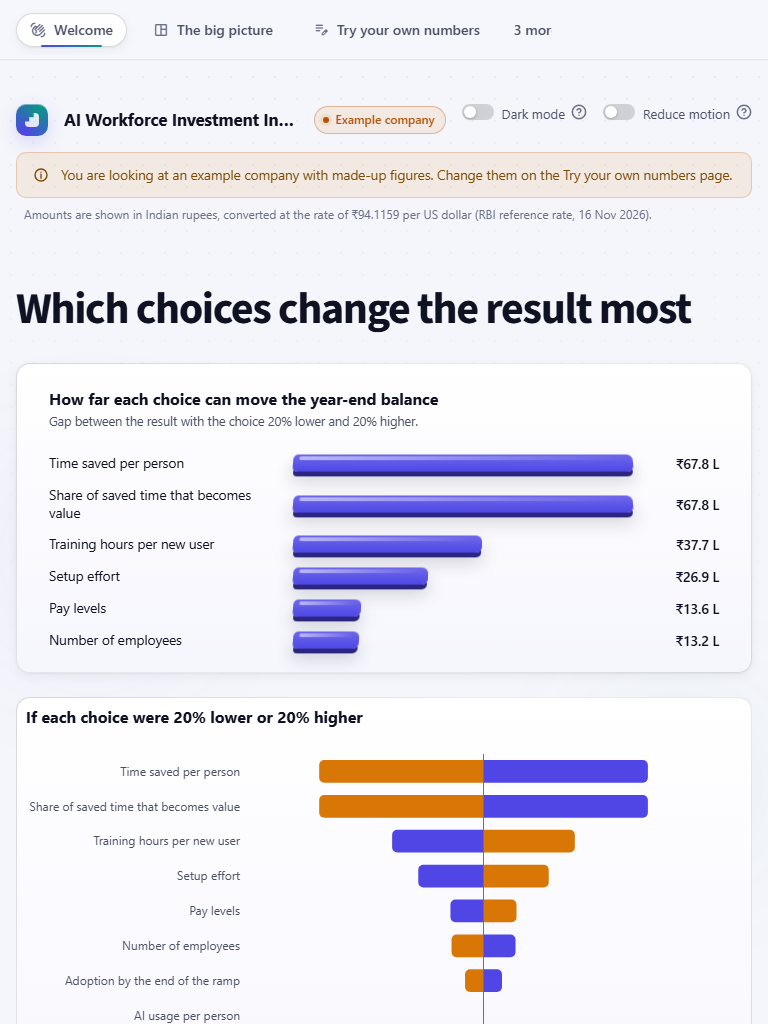 Welcome
The big picture
Try your own numbers
3 mor
AI Workforce Investment In...
Example company
Dark mode
Reduce motion
You are looking at an example company with made-up figures. Change them on the Try your own numbers page.
Amounts are shown in Indian rupees, converted at the rate of ₹94.1159 per US dollar (RBI reference rate, 16 Nov 2026).
Which choices change the result most
How far each choice can move the year-end balance
Gap between the result with the choice 20% lower and 20% higher.
Time saved per person ₹67.8 L
Share of saved time that becomes
value ₹67.8 L
Training hours per new user ₹37.7 L
Setup effort ₹26.9 L
Pay levels ₹13.6 L
Number of employees ₹13.2 L
If each choice were 20% lower or 20% higher
Time saved per person
Share of saved time that becomes value
Training hours per new user
Setup effort
Pay levels
Number of employees
Adoption by the end of the ramp
AI usage per person